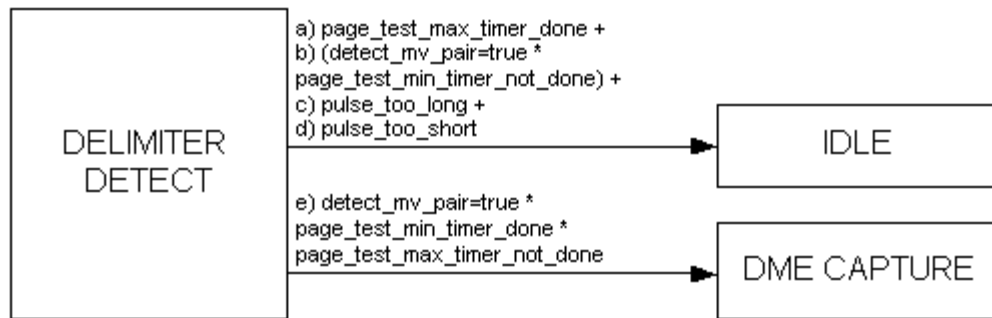 a) page_test_max_timer_done +
b) (detect_mv_pair=true *
page_test_min_timer_not_done) +
c) pulse_too_long +
d) pulse_too_short
DELIMITER
DETECT
IDLE
e) detect_mv_pair=true *
page_test_min_timer_done *
page_test_max_timer_not_done
DME CAPTURE